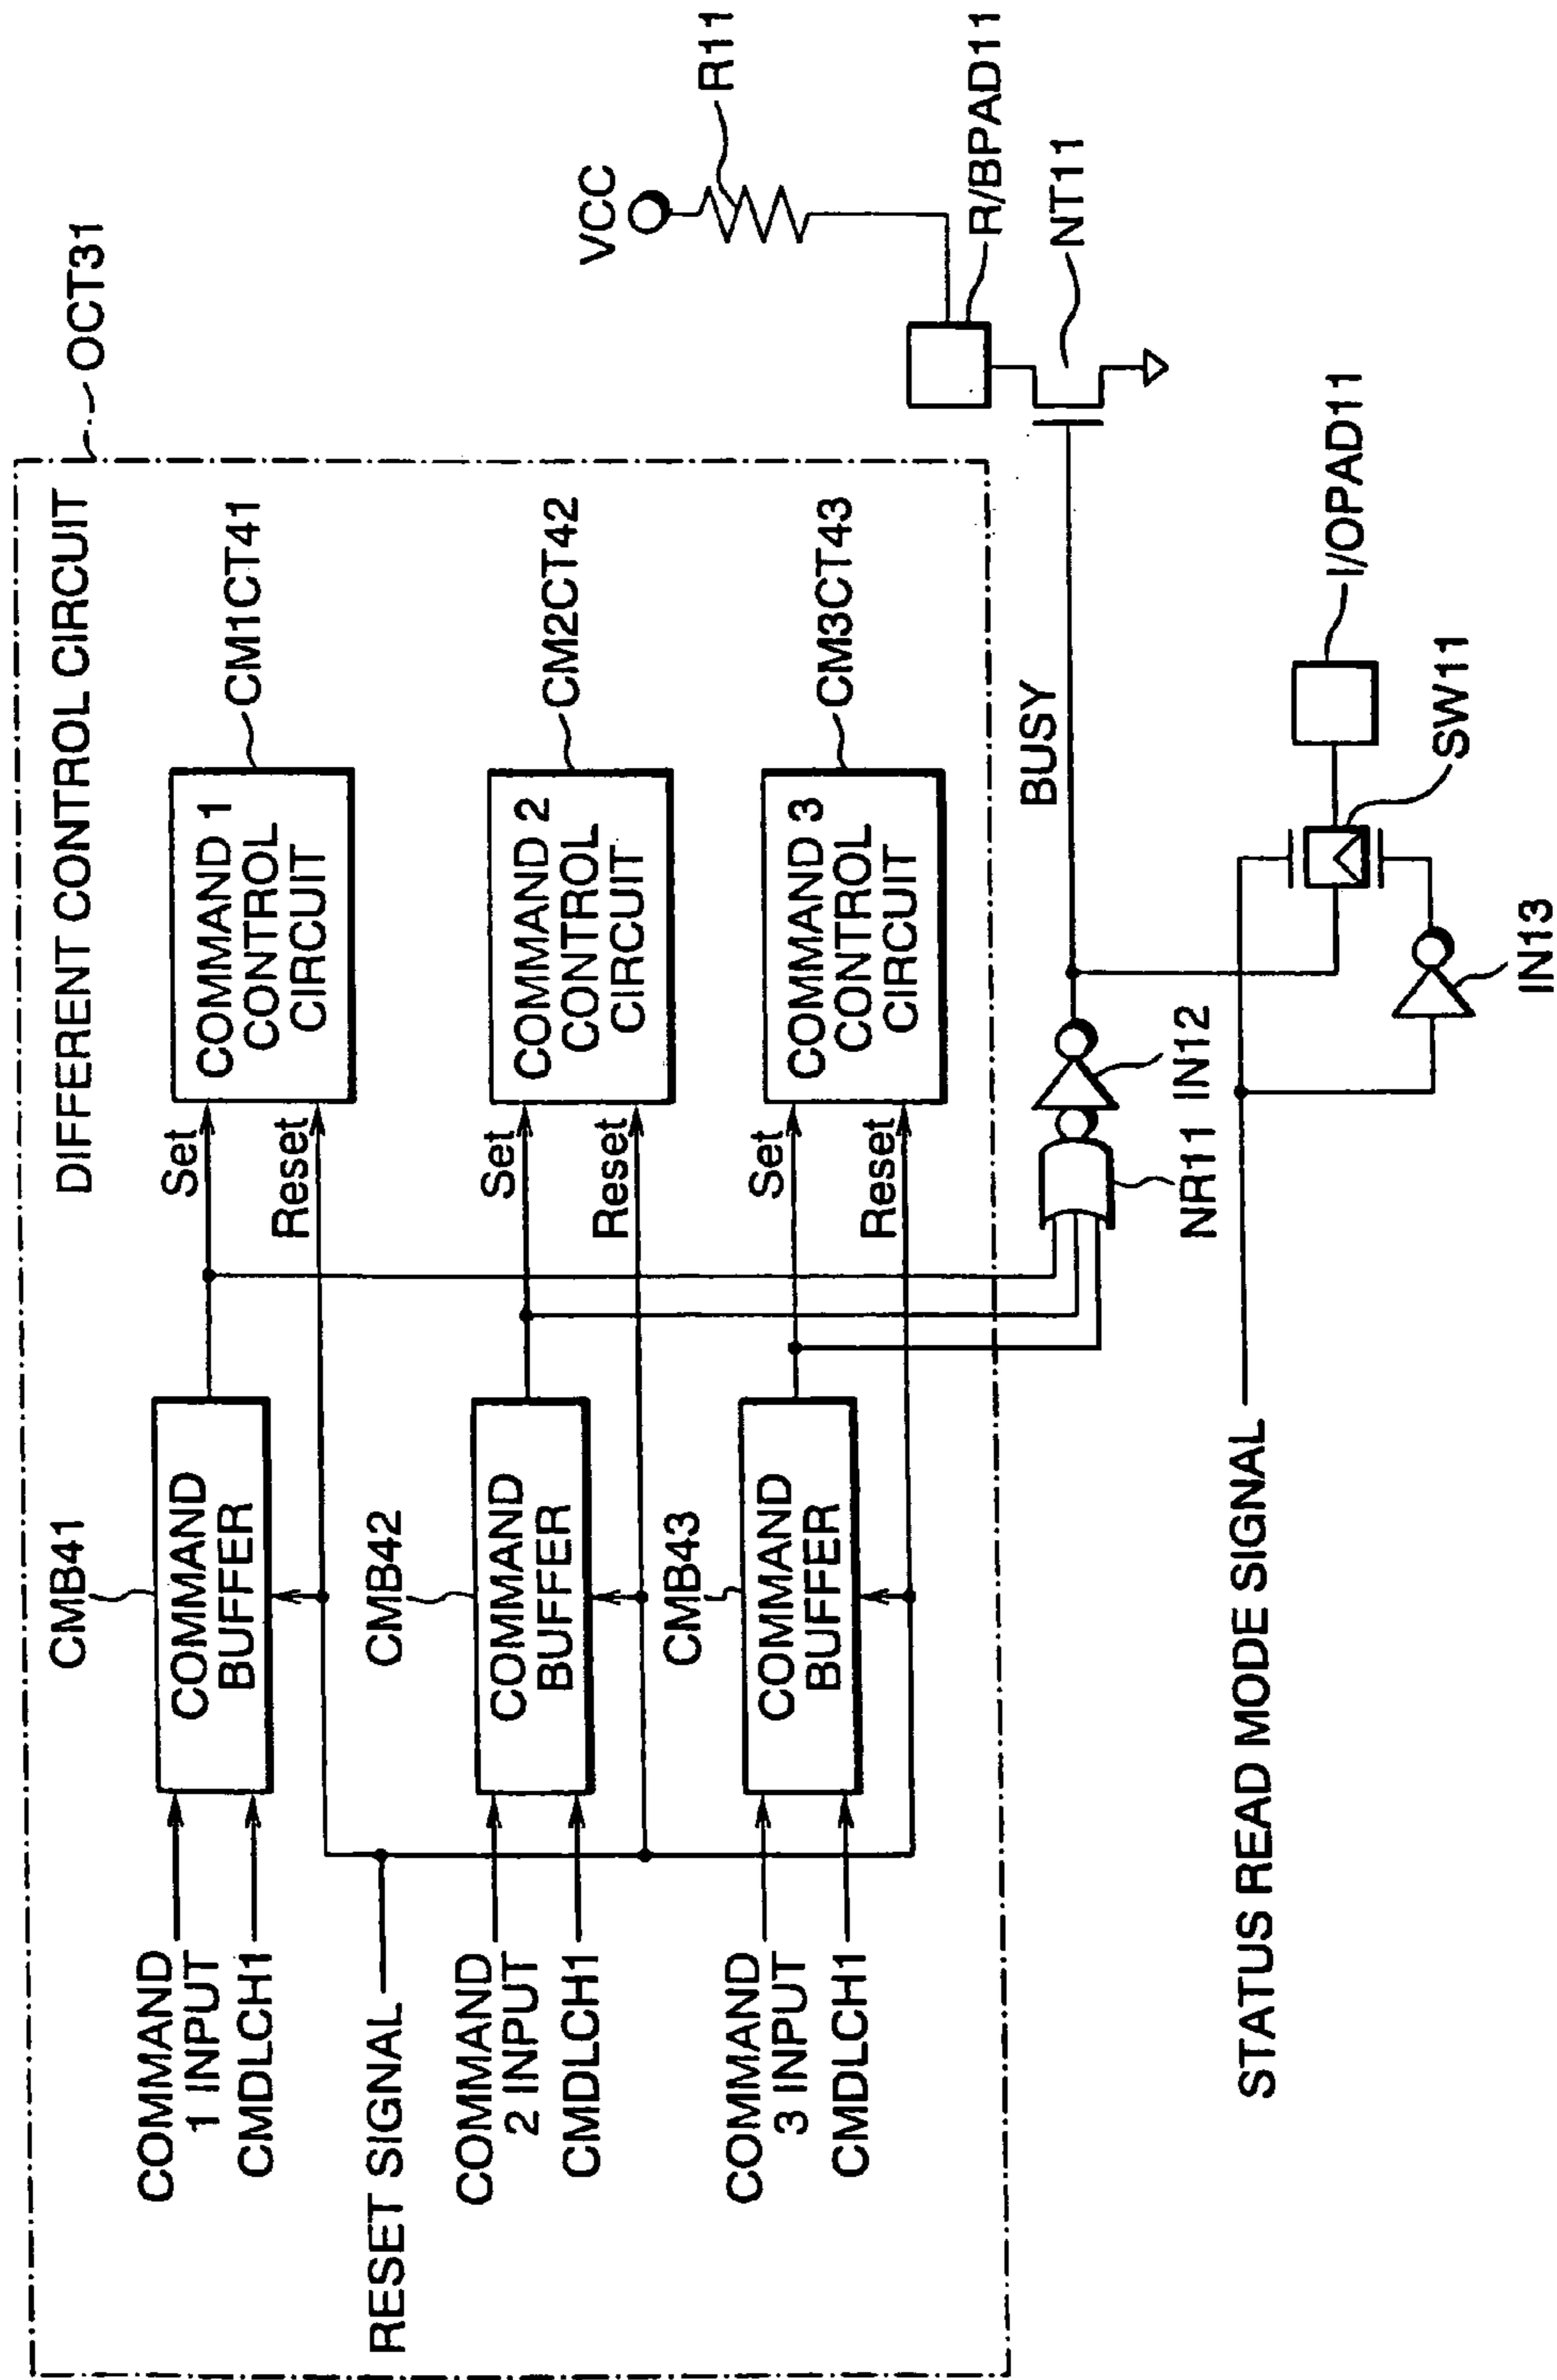 DIFFERENT CONTROL CIRCUIT
OCT31
CMB41
COMMAND
1 INPUT
CMDLCH1
COMMAND
BUFFER
Set
Reset
COMMAND 1
CONTROL
CIRCUIT
CM1CT41
RESET SIGNAL
CMB42
COMMAND
2 INPUT
CMDLCH1
COMMAND
BUFFER
Set
Reset
COMMAND 2
CONTROL
CIRCUIT
CM2CT42
CMB43
COMMAND
3 INPUT
CMDLCH1
COMMAND
BUFFER
Set
Reset
COMMAND 3
CONTROL
CIRCUIT
CM3CT43
VCC
R11
R/BPAD11
NT11
BUSY
NR11
IN12
I/OPAD11
SW11
STATUS READ MODE SIGNAL
IN13